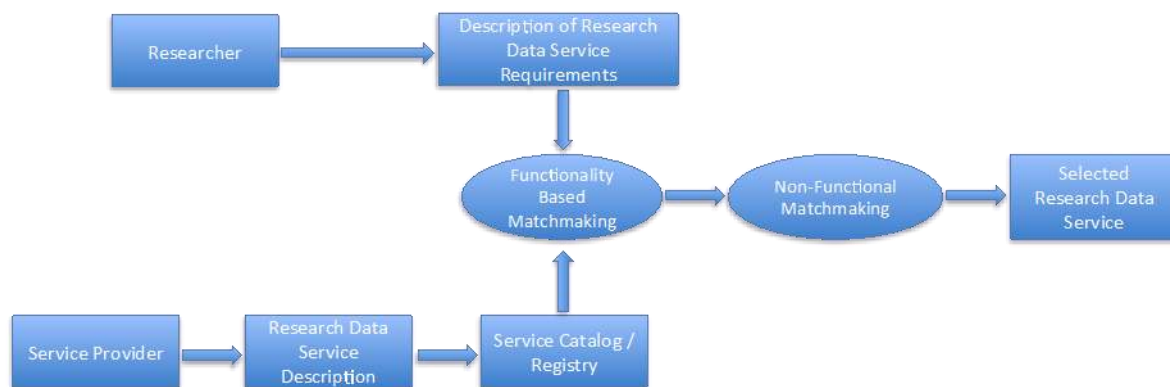 Researcher
Description of Research
Data Service
Requirements
Functionality
Based
Matchmaking
Non-Functional
Matchmaking
Selected
Research Data
Service
Service Provider
Research Data
Service
Description
Service Catalog /
Registry